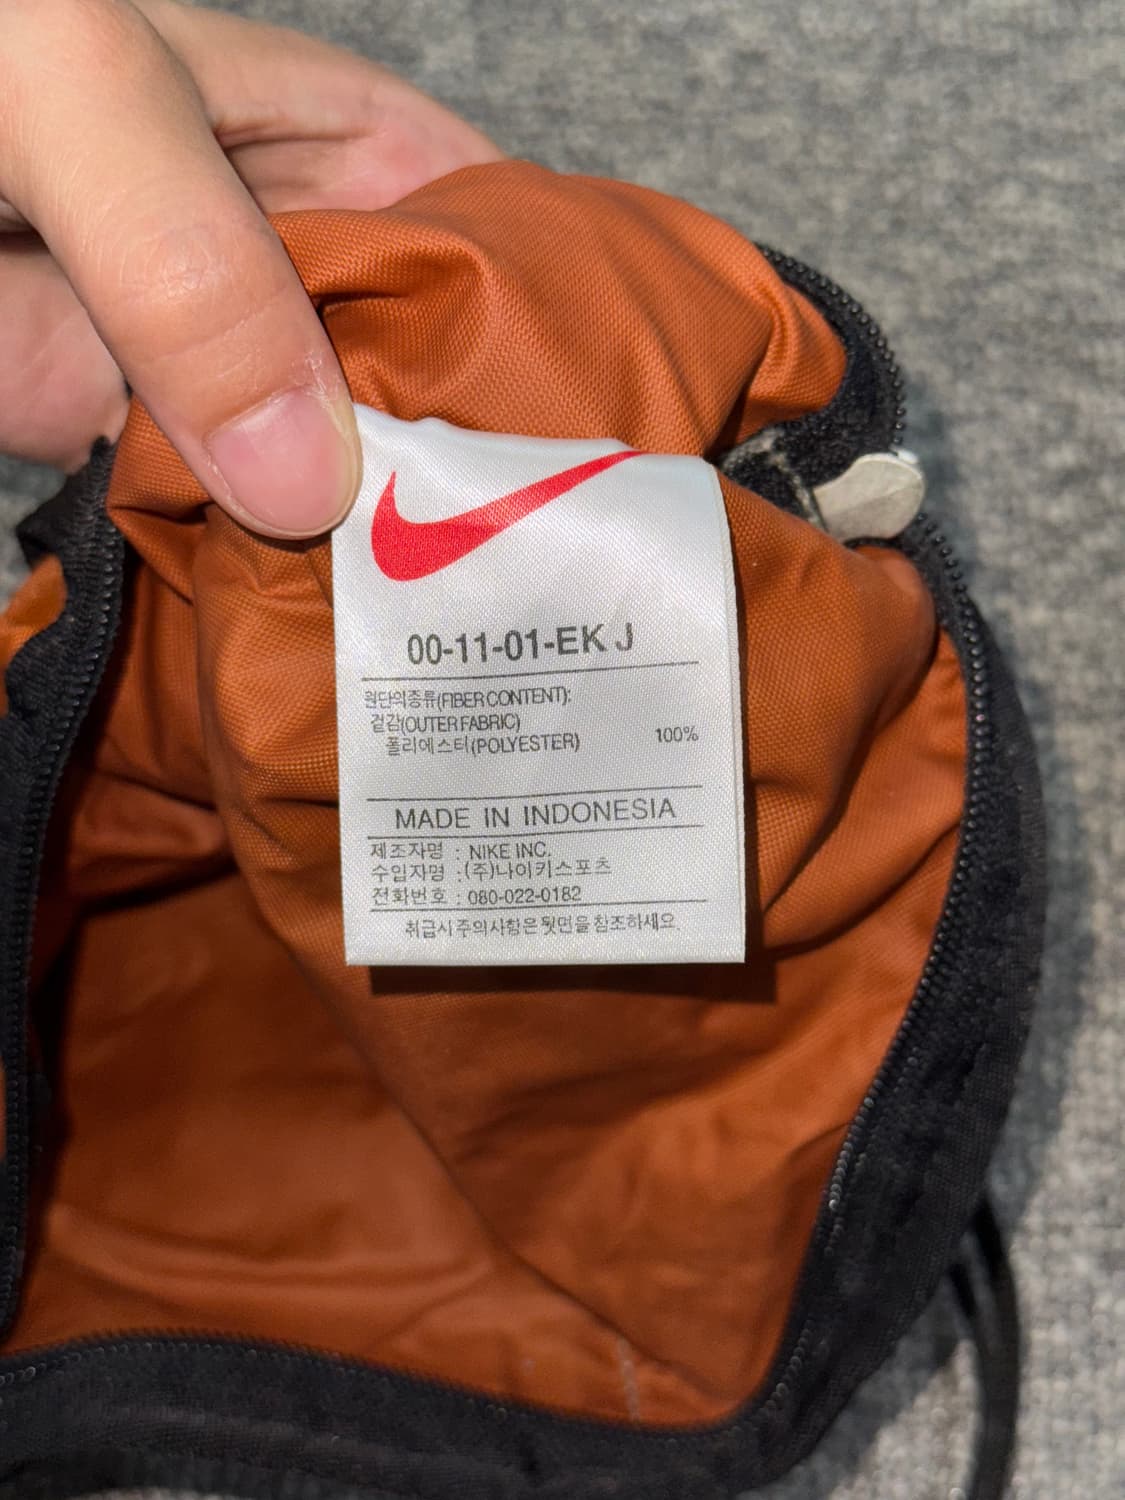 00-11-01-EK J
원단의종류(FIBER CONTENT):
겉감(OUTER FABRIC)
폴리에스터(POLYESTER) 100%
MADE IN INDONESIA
제조자명 : NIKE INC.
수입자명 : (주)나이키스포츠
전화번호 : 080-022-0182
취급시주의사항은뒷면을참조하세요.